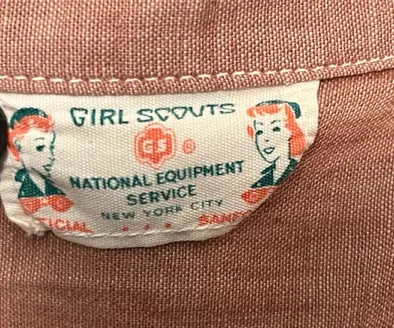 GIRL SCOUTS
GS ®
NATIONAL EQUIPMENT
SERVICE
NEW YORK CITY